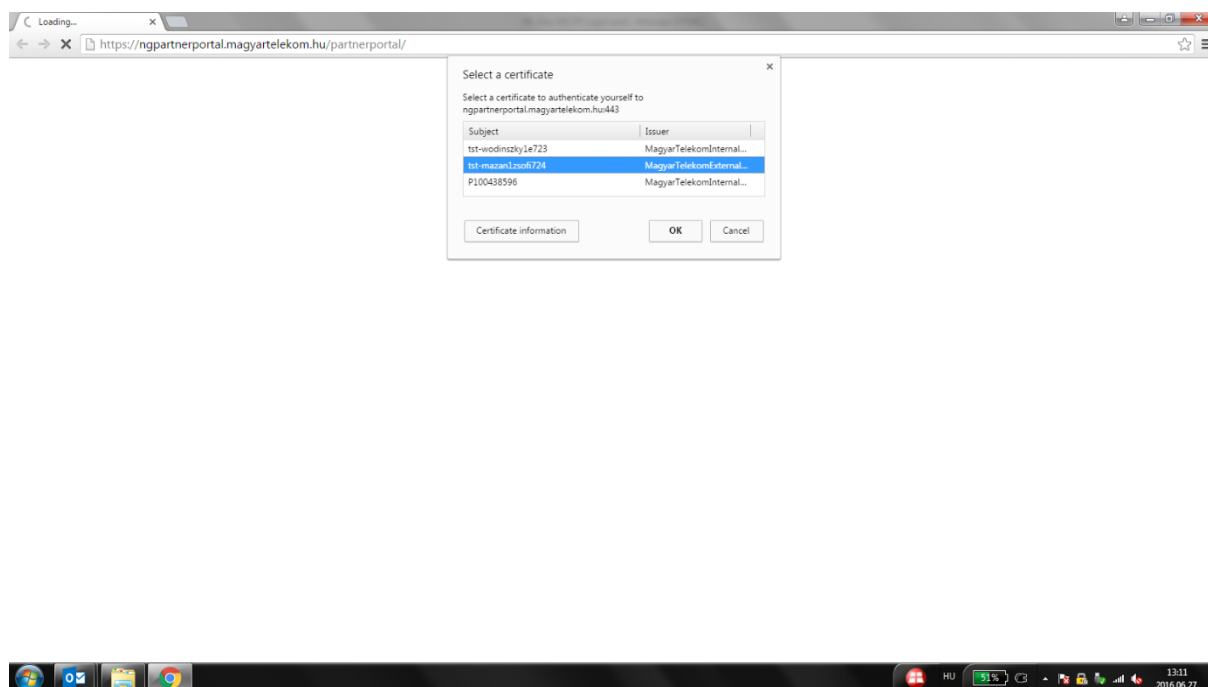 Loading...
https://ngpartnerportal.magyartelekom.hu/partnerportal/
Select a certificate
Select a certificate to authenticate yourself to
ngpartnerportal.magyartelekom.hu:443
Subject Issuer
tst-wodinszky1e723 MagyarTelekomInternal...
tst-mazan1zsofi724 MagyarTelekomExternal...
P100438596 MagyarTelekomInternal...
Certificate information OK Cancel
HU 51% 13:11
2016.06.27